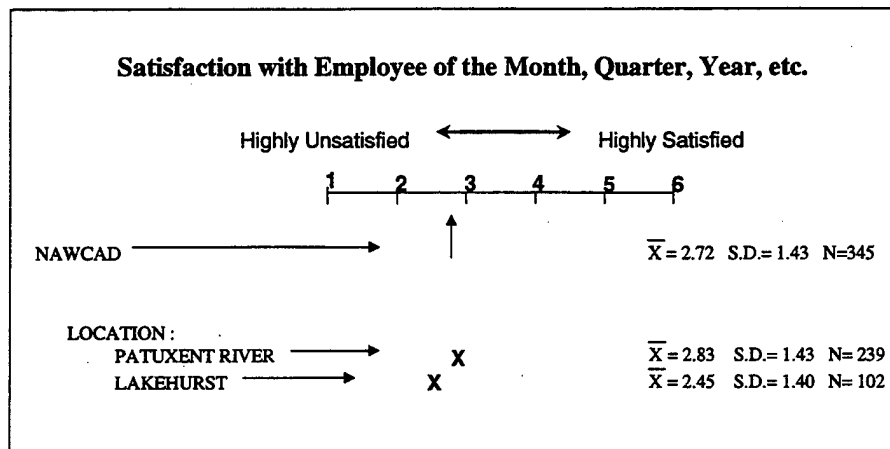 Satisfaction with Employee of the Month, Quarter, Year, etc.
Highly Unsatisfied Highly Satisfied
1 2 3 4 5 6
NAWCAD X̄ = 2.72 S.D.= 1.43 N=345
LOCATION :
PATUXENT RIVER X X̄ = 2.83 S.D.= 1.43 N= 239
LAKEHURST X X̄ = 2.45 S.D.= 1.40 N= 102